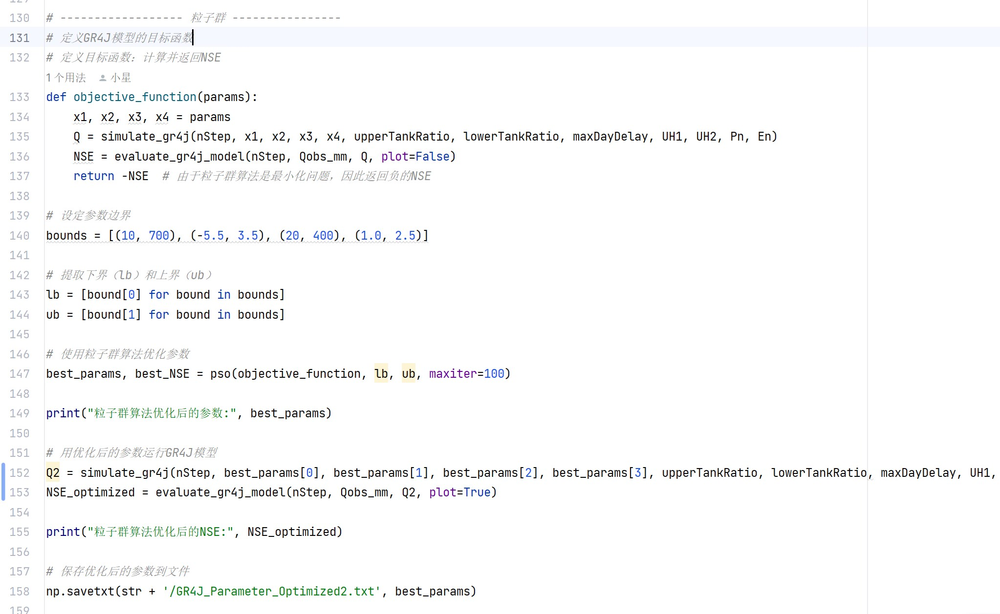 129
130 # ------------------ 粒子群 ----------------
131 # 定义GR4J模型的目标函数
132 # 定义目标函数：计算并返回NSE
1 个用法 小星
133 def objective_function(params):
134     x1, x2, x3, x4 = params
135     Q = simulate_gr4j(nStep, x1, x2, x3, x4, upperTankRatio, lowerTankRatio, maxDayDelay, UH1, UH2, Pn, En)
136     NSE = evaluate_gr4j_model(nStep, Qobs_mm, Q, plot=False)
137     return -NSE  # 由于粒子群算法是最小化问题，因此返回负的NSE
138
139 # 设定参数边界
140 bounds = [(10, 700), (-5.5, 3.5), (20, 400), (1.0, 2.5)]
141
142 # 提取下界（lb）和上界（ub）
143 lb = [bound[0] for bound in bounds]
144 ub = [bound[1] for bound in bounds]
145
146 # 使用粒子群算法优化参数
147 best_params, best_NSE = pso(objective_function, lb, ub, maxiter=100)
148
149 print("粒子群算法优化后的参数:", best_params)
150
151 # 用优化后的参数运行GR4J模型
152 Q2 = simulate_gr4j(nStep, best_params[0], best_params[1], best_params[2], best_params[3], upperTankRatio, lowerTankRatio, maxDayDelay, UH1,
153 NSE_optimized = evaluate_gr4j_model(nStep, Qobs_mm, Q2, plot=True)
154
155 print("粒子群算法优化后的NSE:", NSE_optimized)
156
157 # 保存优化后的参数到文件
158 np.savetxt(str + '/GR4J_Parameter_Optimized2.txt', best_params)
159